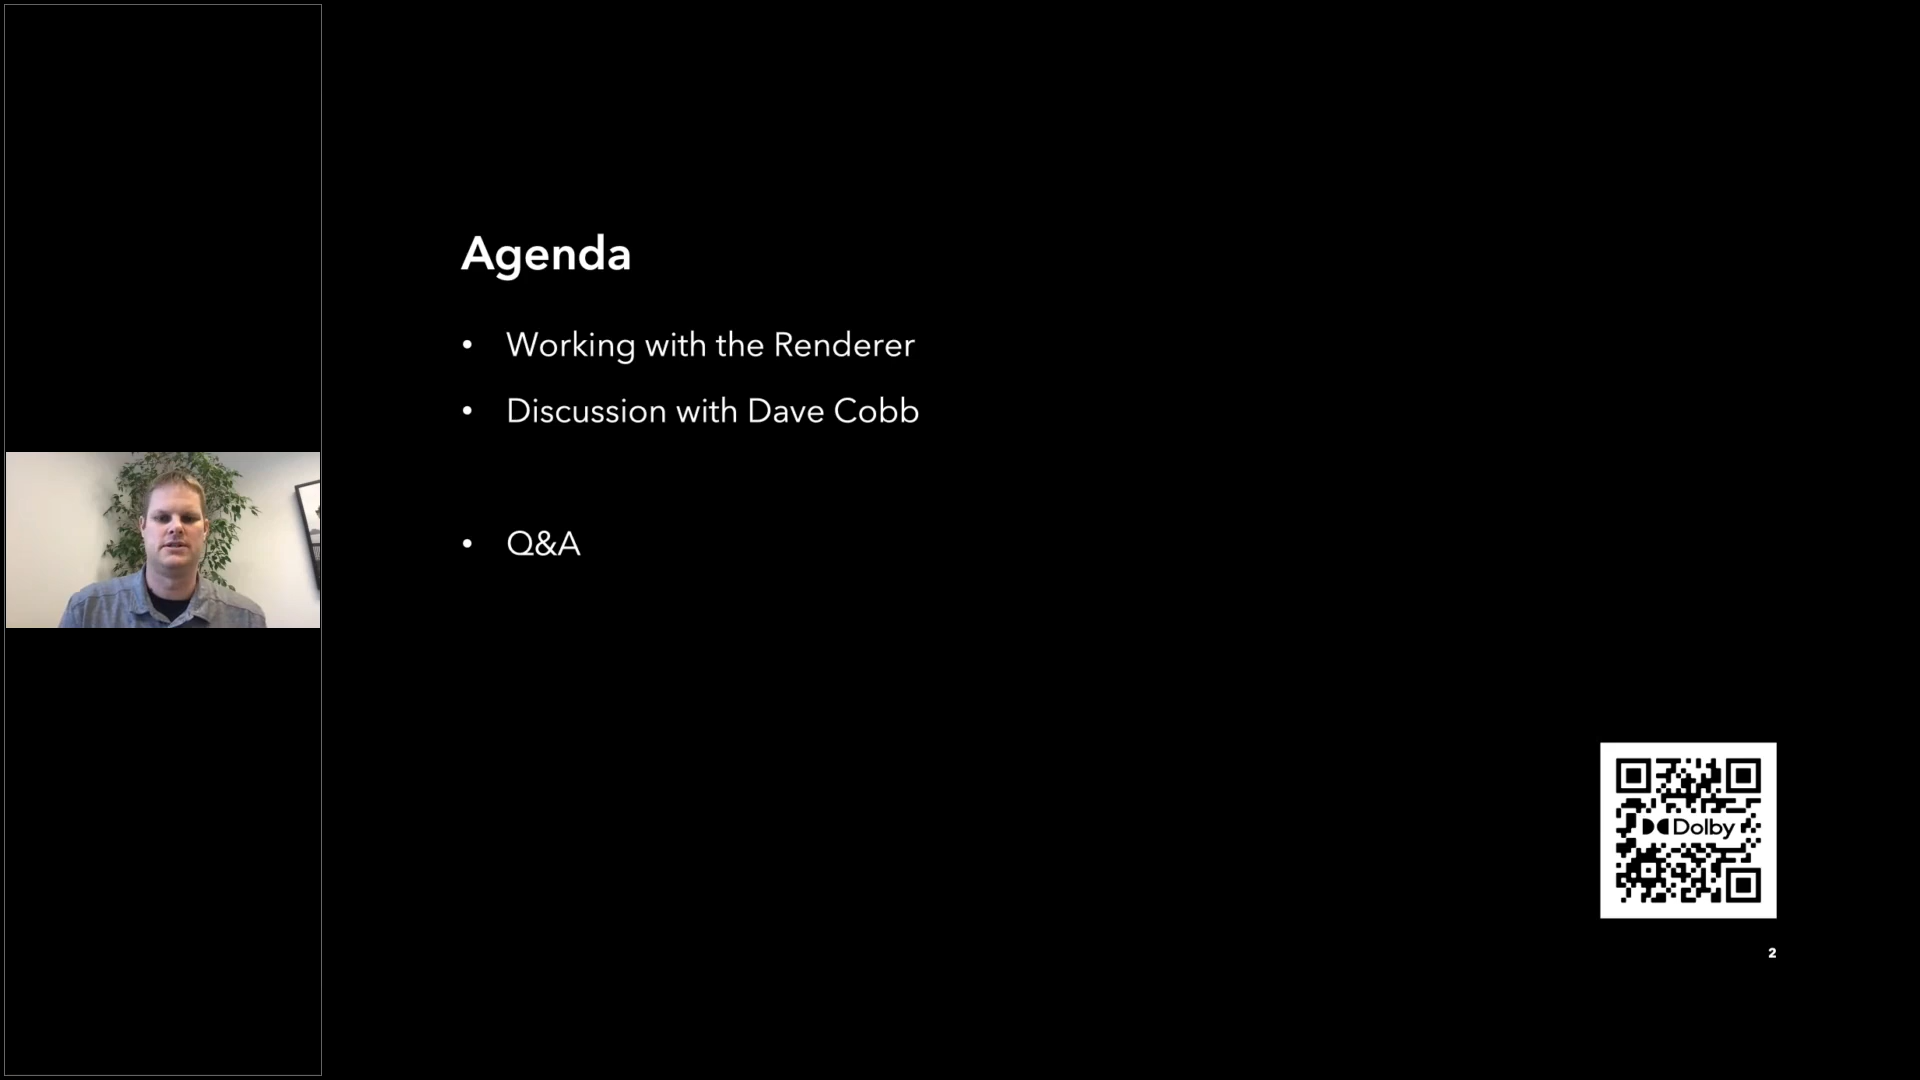 Agenda
• Working with the Renderer
• Discussion with Dave Cobb
• Q&A
Dolby
2